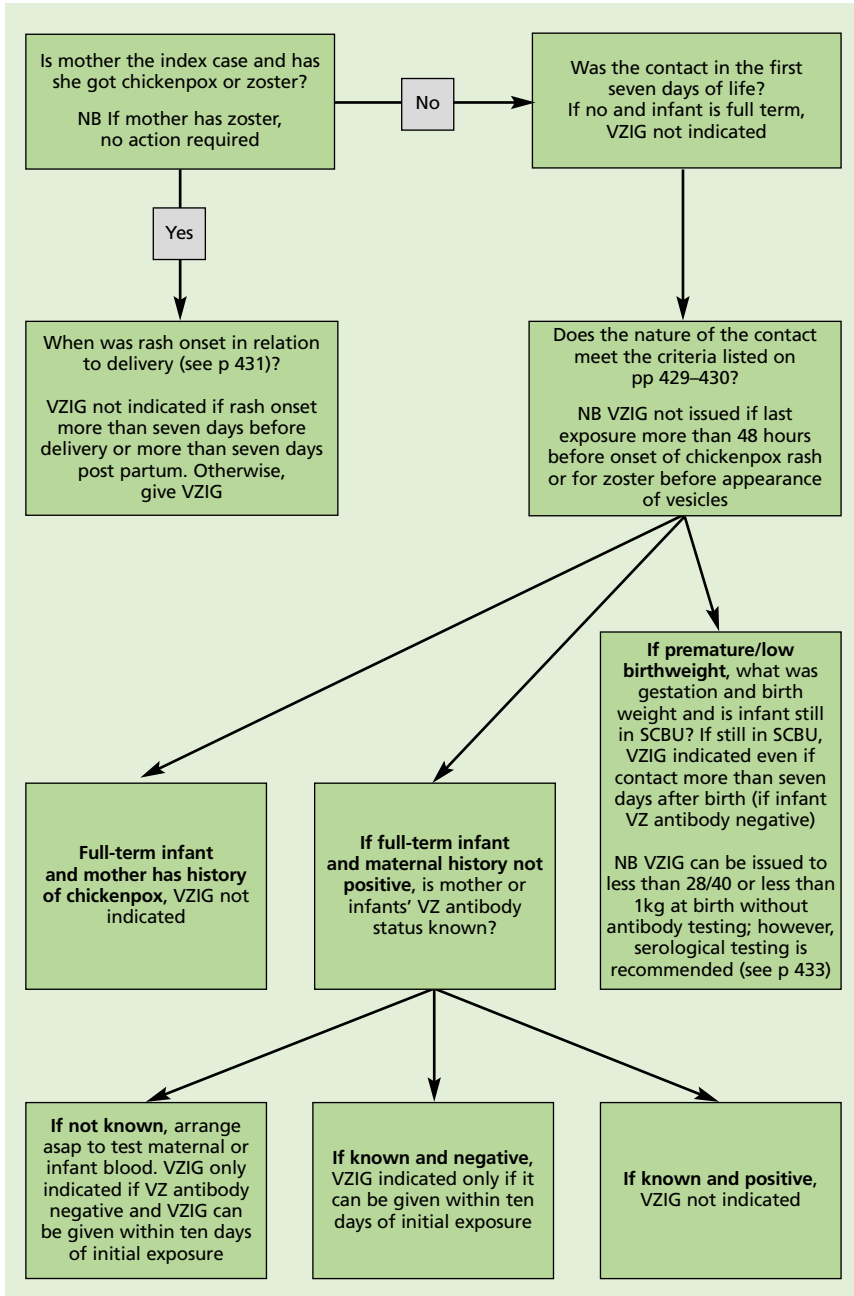 Is mother the index case and has
she got chickenpox or zoster?
NB If mother has zoster,
no action required
No
Was the contact in the first
seven days of life?
If no and infant is full term,
VZIG not indicated
Yes
When was rash onset in relation
to delivery (see p 431)?
VZIG not indicated if rash onset
more than seven days before
delivery or more than seven days
post partum. Otherwise,
give VZIG
Does the nature of the contact
meet the criteria listed on
pp 429–430?
NB VZIG not issued if last
exposure more than 48 hours
before onset of chickenpox rash
or for zoster before appearance
of vesicles
If premature/low
birthweight, what was
gestation and birth
weight and is infant still
in SCBU? If still in SCBU,
VZIG indicated even if
contact more than seven
days after birth (if infant
VZ antibody negative)
NB VZIG can be issued to
less than 28/40 or less than
1kg at birth without
antibody testing; however,
serological testing is
recommended (see p 433)
Full-term infant
and mother has history
of chickenpox, VZIG not
indicated
If full-term infant
and maternal history not
positive, is mother or
infants’ VZ antibody
status known?
If not known, arrange
asap to test maternal or
infant blood. VZIG only
indicated if VZ antibody
negative and VZIG can
be given within ten days
of initial exposure
If known and negative,
VZIG indicated only if it
can be given within ten
days of initial exposure
If known and positive,
VZIG not indicated